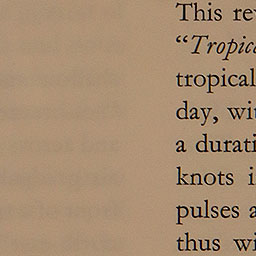 This rev
“Tropica
tropical
day, wit
a durati
knots i
pulses a
thus wi